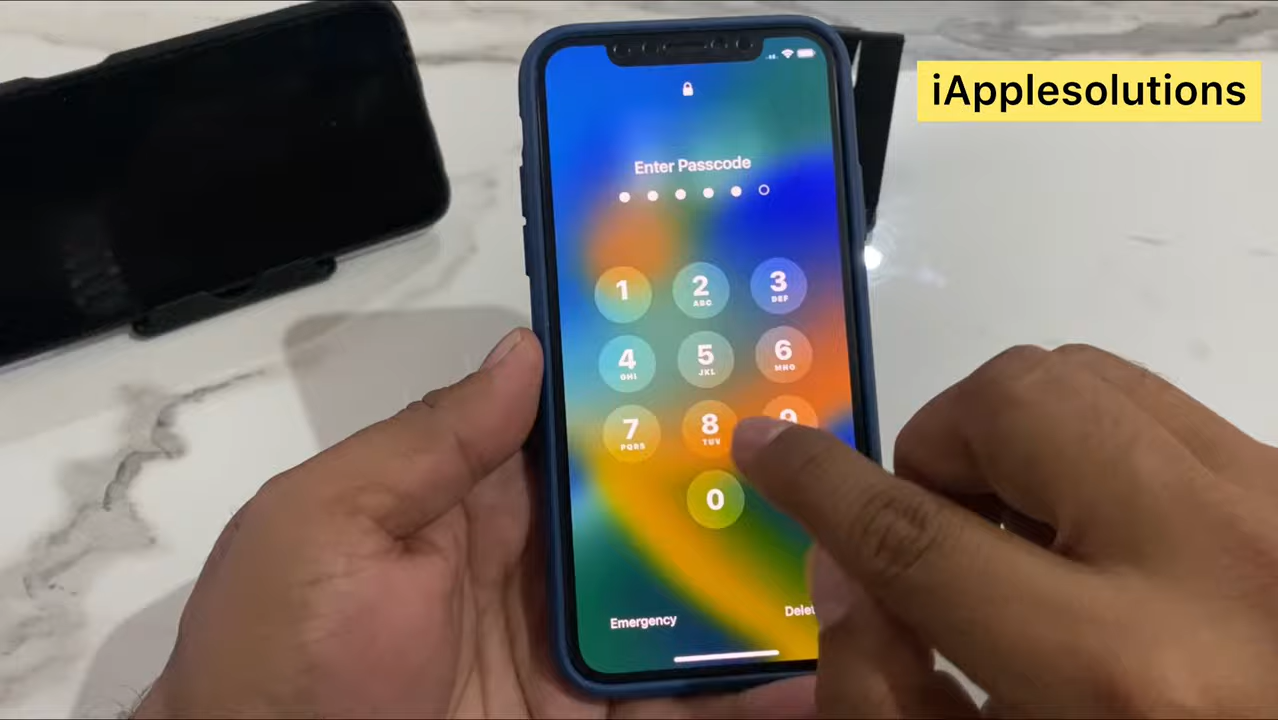 iApplesolutions
Enter Passcode
1
2
ABC
3
DEF
4
GHI
5
JKL
6
MNO
7
PQRS
8
TUV
9
0
Emergency